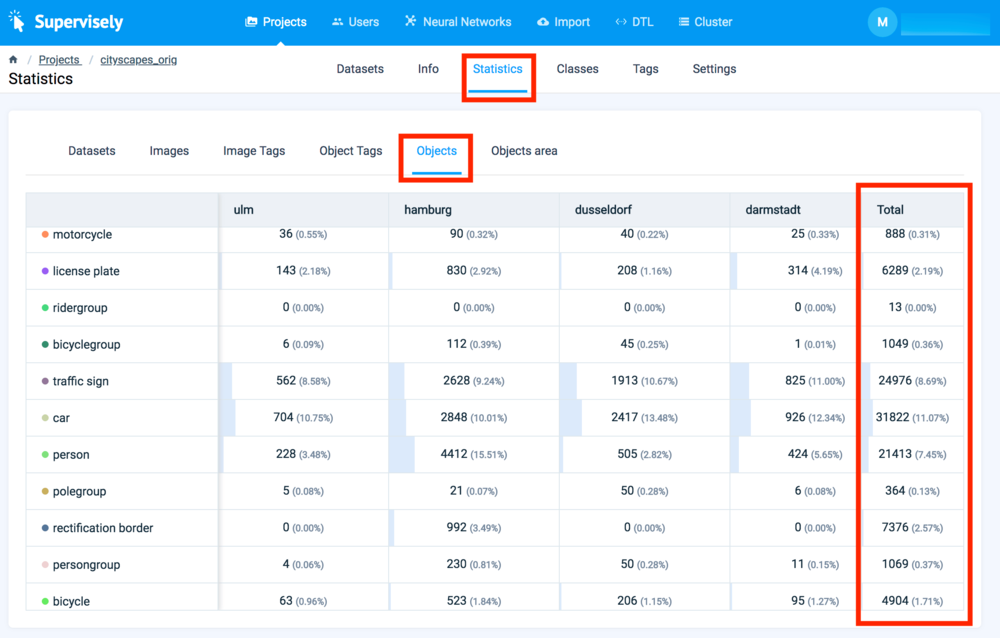 Supervisely Projects Users Neural Networks Import DTL Cluster M
/ Projects / cityscapes_orig
Statistics
Datasets Info Statistics Classes Tags Settings
Datasets Images Image Tags Object Tags Objects Objects area
ulm hamburg dusseldorf darmstadt Total
motorcycle 36 (0.55%) 90 (0.32%) 40 (0.22%) 25 (0.33%) 888 (0.31%)
license plate 143 (2.18%) 830 (2.92%) 208 (1.16%) 314 (4.19%) 6289 (2.19%)
ridergroup 0 (0.00%) 0 (0.00%) 0 (0.00%) 0 (0.00%) 13 (0.00%)
bicyclegroup 6 (0.09%) 112 (0.39%) 45 (0.25%) 1 (0.01%) 1049 (0.36%)
traffic sign 562 (8.58%) 2628 (9.24%) 1913 (10.67%) 825 (11.00%) 24976 (8.69%)
car 704 (10.75%) 2848 (10.01%) 2417 (13.48%) 926 (12.34%) 31822 (11.07%)
person 228 (3.48%) 4412 (15.51%) 505 (2.82%) 424 (5.65%) 21413 (7.45%)
polegroup 5 (0.08%) 21 (0.07%) 50 (0.28%) 6 (0.08%) 364 (0.13%)
rectification border 0 (0.00%) 992 (3.49%) 0 (0.00%) 0 (0.00%) 7376 (2.57%)
persongroup 4 (0.06%) 230 (0.81%) 50 (0.28%) 11 (0.15%) 1069 (0.37%)
bicycle 63 (0.96%) 523 (1.84%) 206 (1.15%) 95 (1.27%) 4904 (1.71%)